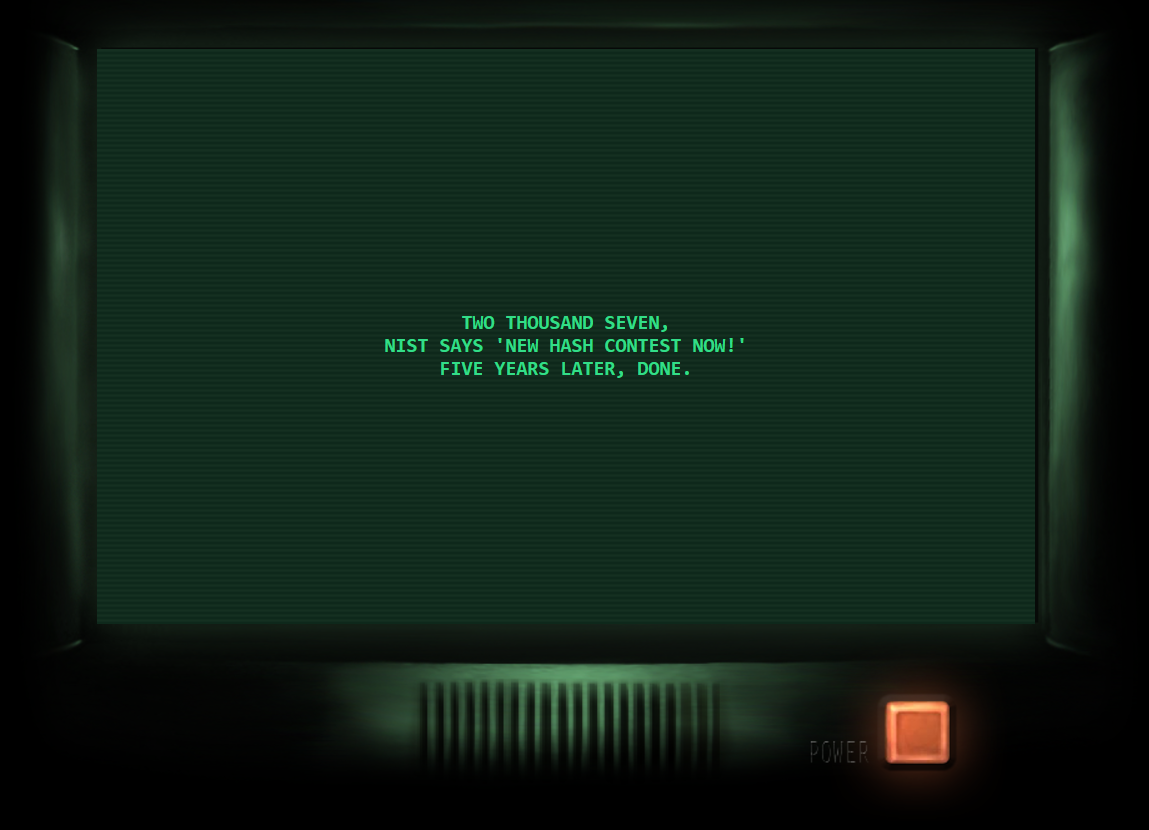 TWO THOUSAND SEVEN,
NIST SAYS 'NEW HASH CONTEST NOW!'
FIVE YEARS LATER, DONE.
POWER